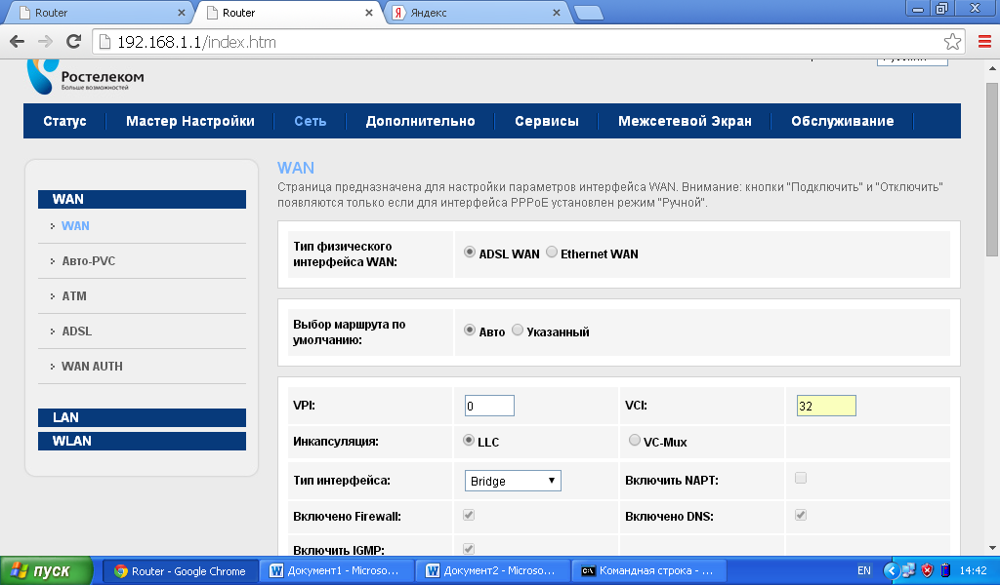 Router
Router
Яндекс
192.168.1.1/index.htm
Ростелеком
Больше возможностей
Статус
Мастер Настройки
Сеть
Дополнительно
Сервисы
Межсетевой Экран
Обслуживание
WAN
WAN
Авто-PVC
ATM
ADSL
WAN AUTH
LAN
WLAN
WAN
Страница предназначена для настройки параметров интерфейса WAN. Внимание: кнопки "Подключить" и "Отключить"
появляются только если для интерфейса PPPoE установлен режим "Ручной".
Тип физического
интерфейса WAN:
ADSL WAN Ethernet WAN
Выбор маршрута по
умолчанию:
Авто Указанный
VPI: 0 VCI: 32
Инкапсуляция: LLC VC-Mux
Тип интерфейса: Bridge Включить NAPT:
Включено Firewall: Включено DNS:
Включить IGMP:
пуск
Router - Google Chrome
Документ1 - Microso...
Документ2 - Microso...
Командная строка - ...
EN
14:42